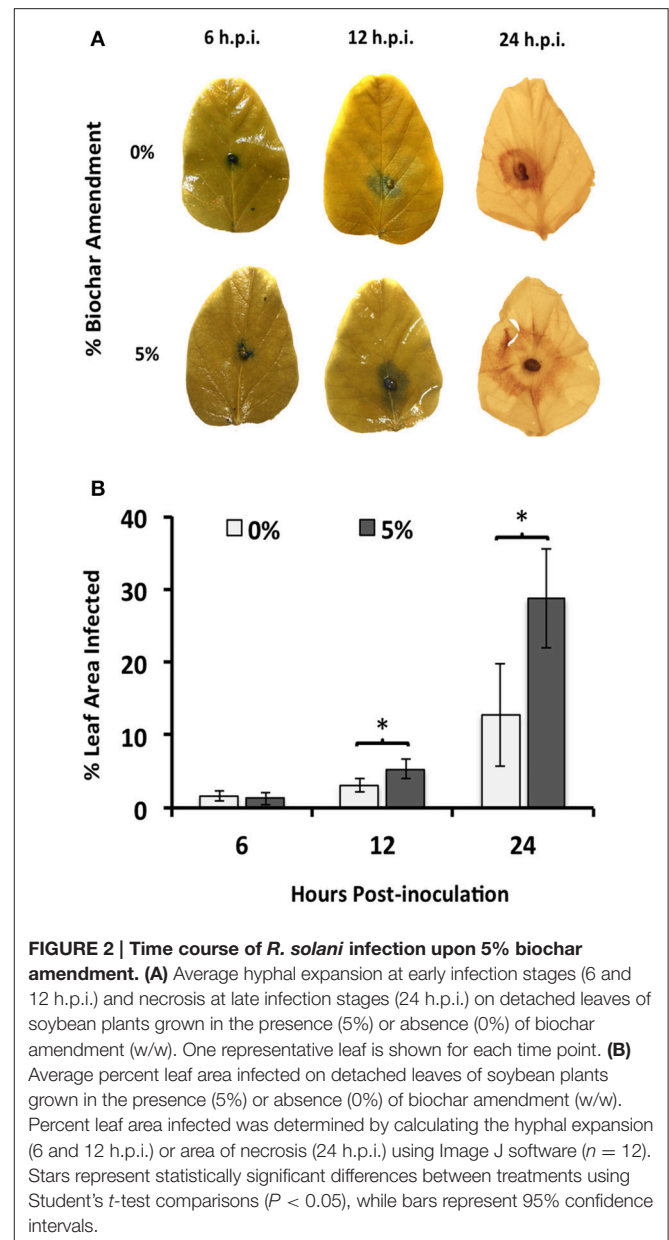 A
6 h.p.i. 12 h.p.i. 24 h.p.i.
% Biochar Amendment
0%
5%
B
% Leaf Area Infected
40
30
20
10
0
0% 5%
*
*
6 12 24
Hours Post-inoculation
FIGURE 2 | Time course of R. solani infection upon 5% biochar
amendment. (A) Average hyphal expansion at early infection stages (6 and
12 h.p.i.) and necrosis at late infection stages (24 h.p.i.) on detached leaves of
soybean plants grown in the presence (5%) or absence (0%) of biochar
amendment (w/w). One representative leaf is shown for each time point. (B)
Average percent leaf area infected on detached leaves of soybean plants
grown in the presence (5%) or absence (0%) of biochar amendment (w/w).
Percent leaf area infected was determined by calculating the hyphal expansion
(6 and 12 h.p.i.) or area of necrosis (24 h.p.i.) using Image J software (n = 12).
Stars represent statistically significant differences between treatments using
Student's t-test comparisons (P < 0.05), while bars represent 95% confidence
intervals.